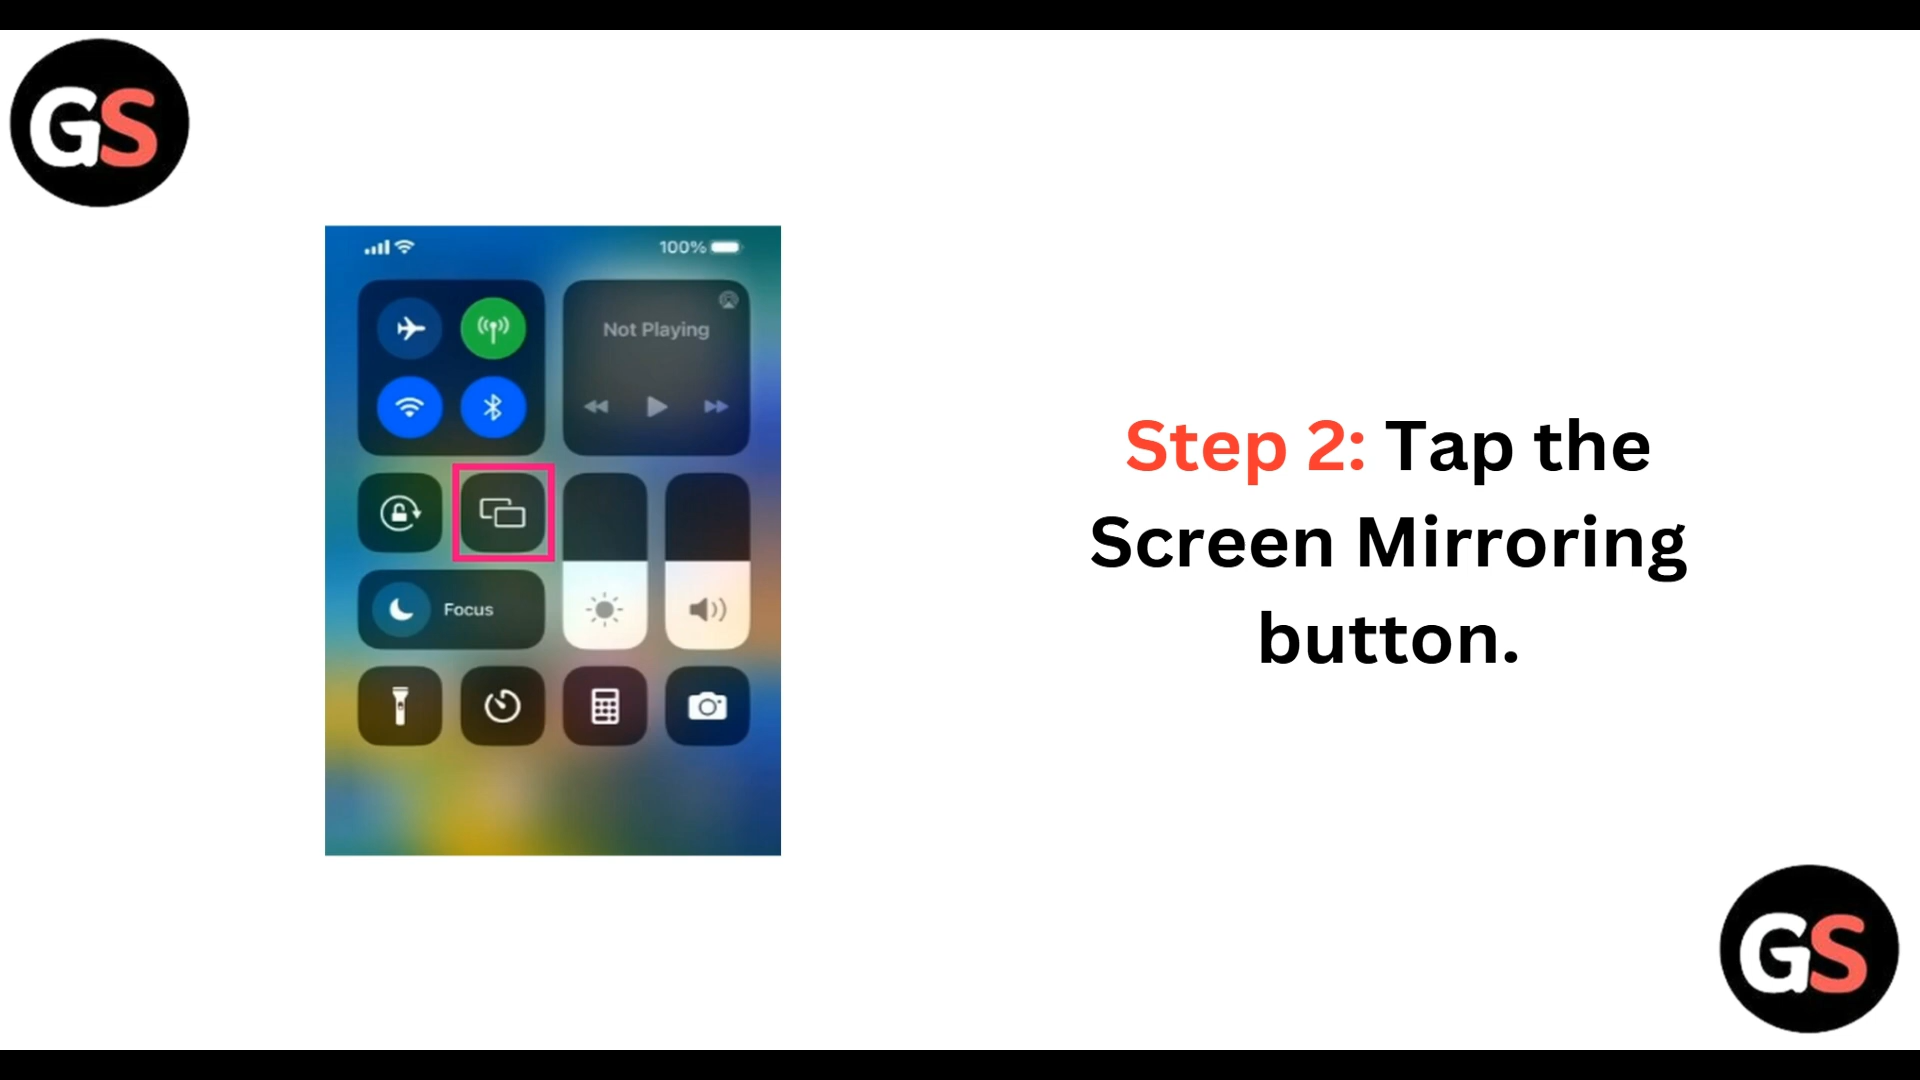 GS
100%
Not Playing
Focus
Step 2: Tap the
Screen Mirroring
button.
GS